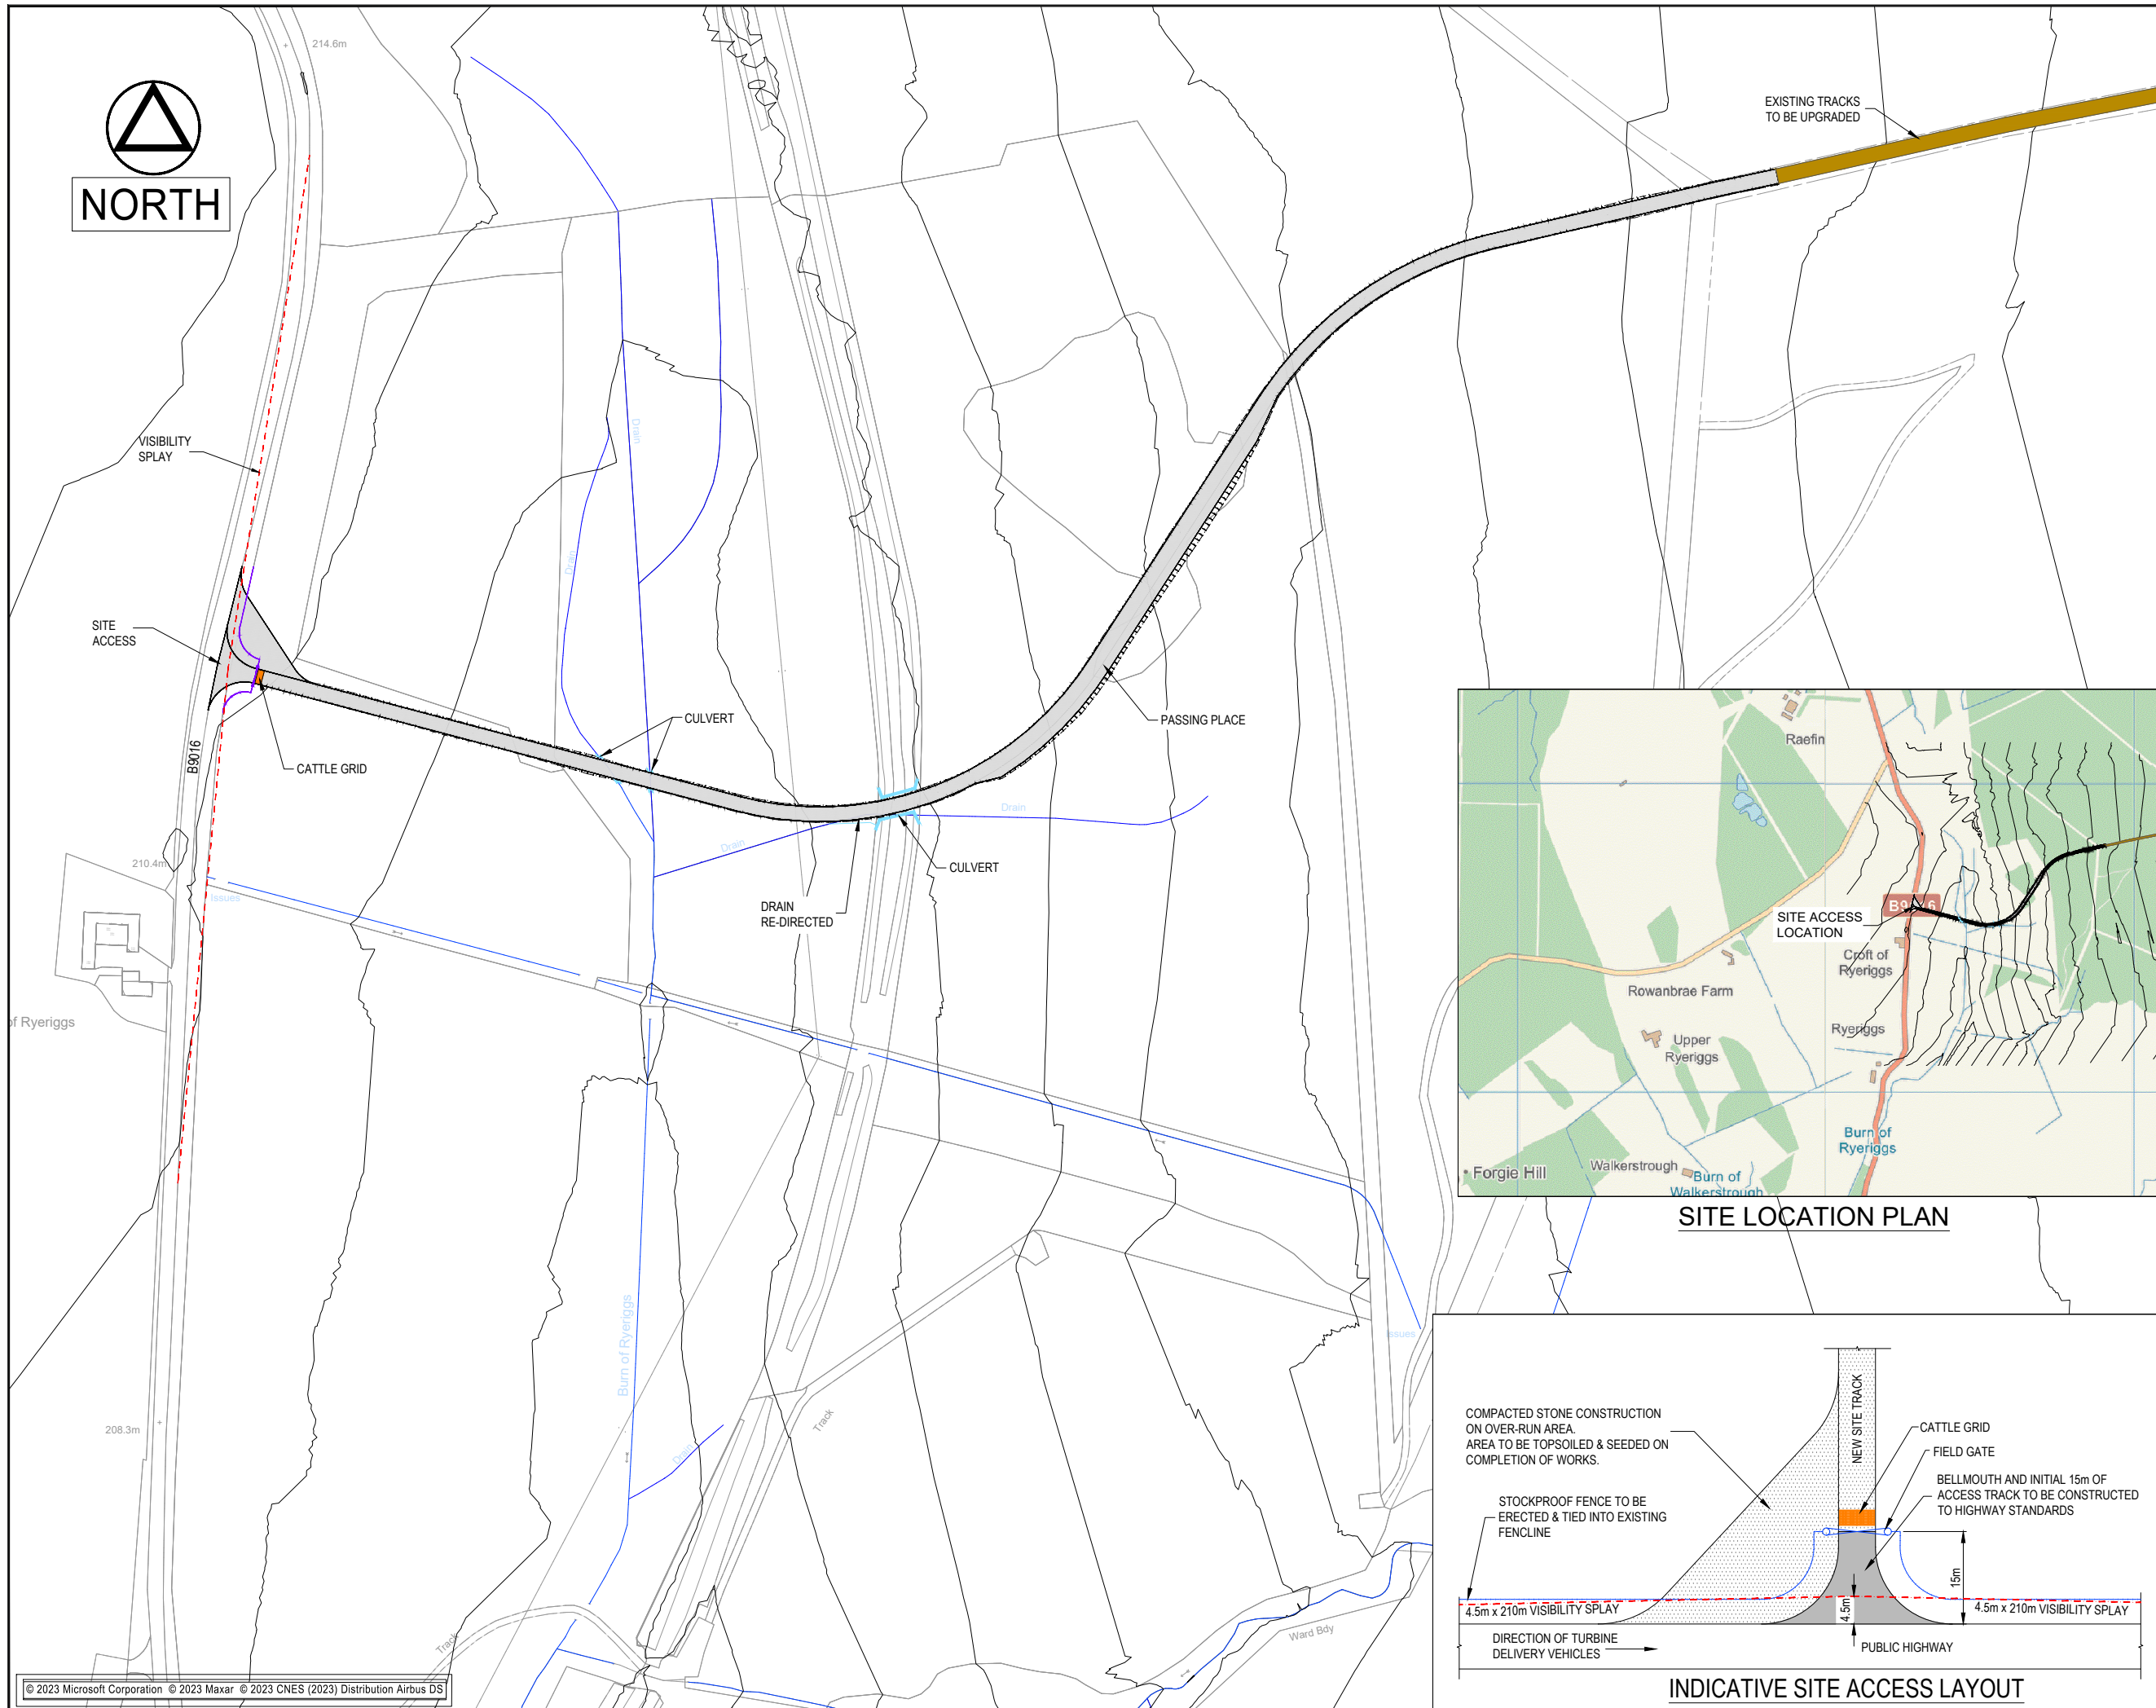 214.6m
NORTH
EXISTING TRACKS
TO BE UPGRADED
VISIBILITY
SPLAY
Drain
Drain
SITE
ACCESS
B9016
CATTLE GRID
CULVERT
PASSING PLACE
Drain
Drain
CULVERT
DRAIN
RE-DIRECTED
210.4m
Issues
of Ryeriggs
Burn of Ryeriggs
Track
Drain
208.3m
Track
Ward Bdy
Issues
Raefin
SITE ACCESS
LOCATION
Croft of
Ryeriggs
Rowanbrae Farm
Upper
Ryeriggs
Ryeriggs
Burn of
Ryeriggs
Forgie Hill
Walkerstrough
Burn of
Walkerstrough
SITE LOCATION PLAN
COMPACTED STONE CONSTRUCTION
ON OVER-RUN AREA.
AREA TO BE TOPSOILED & SEEDED ON
COMPLETION OF WORKS.
STOCKPROOF FENCE TO BE
ERECTED & TIED INTO EXISTING
FENCLINE
NEW SITE TRACK
CATTLE GRID
FIELD GATE
BELLMOUTH AND INITIAL 15m OF
ACCESS TRACK TO BE CONSTRUCTED
TO HIGHWAY STANDARDS
15m
4.5m
4.5m x 210m VISIBILITY SPLAY
4.5m x 210m VISIBILITY SPLAY
DIRECTION OF TURBINE
DELIVERY VEHICLES
PUBLIC HIGHWAY
INDICATIVE SITE ACCESS LAYOUT
© 2023 Microsoft Corporation © 2023 Maxar © 2023 CNES (2023) Distribution Airbus DS